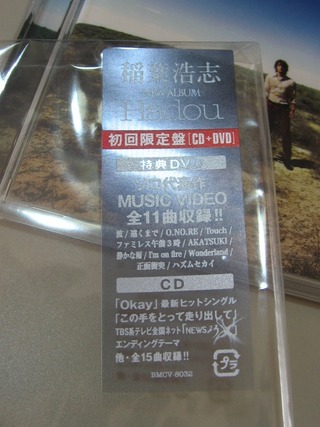 稲葉浩志
ALBUM
Hadou
初回限定盤[CD+DVD]
特典DVD
MUSIC VIDEO
全11曲収録!!
波 / 遠くまで / O.NO.RE / Touch /
ファミレス午前3時 / AKATSUKI /
静かな雨 / I'm on fire / Wonderland /
正面衝突 / ハズムセカイ
CD
「Okay」最新ヒットシングル
「この手をとって走り出して」
TBS系テレビ全国ネット「NEWS
エンディングテーマ
他・全15曲収録!!
プラ
BMCV-8032